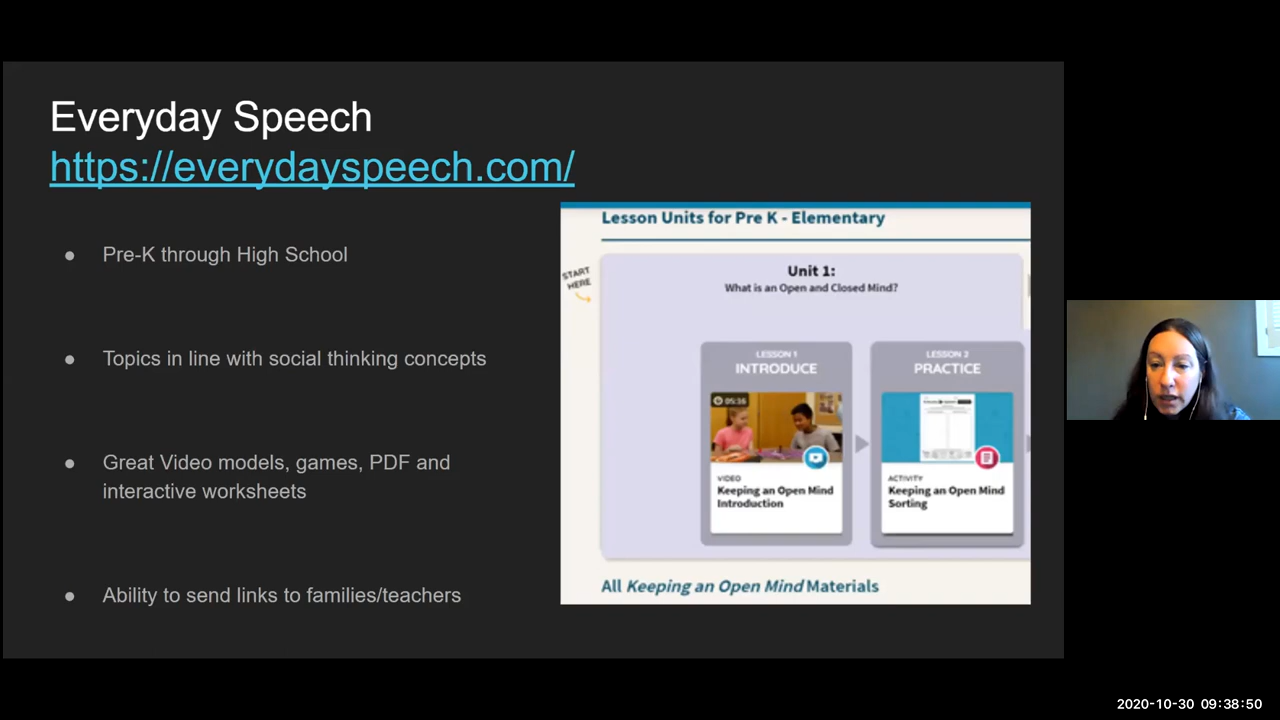 Everyday Speech
https://everydayspeech.com/
● Pre-K through High School
● Topics in line with social thinking concepts
● Great Video models, games, PDF and
interactive worksheets
● Ability to send links to families/teachers
Lesson Units for Pre K - Elementary
START
HERE
Unit 1:
What is an Open and Closed Mind?
LESSON 1
INTRODUCE
05:16
VIDEO
Keeping an Open Mind
Introduction
LESSON 2
PRACTICE
ACTIVITY
Keeping an Open Mind
Sorting
All Keeping an Open Mind Materials
2020-10-30 09:38:50